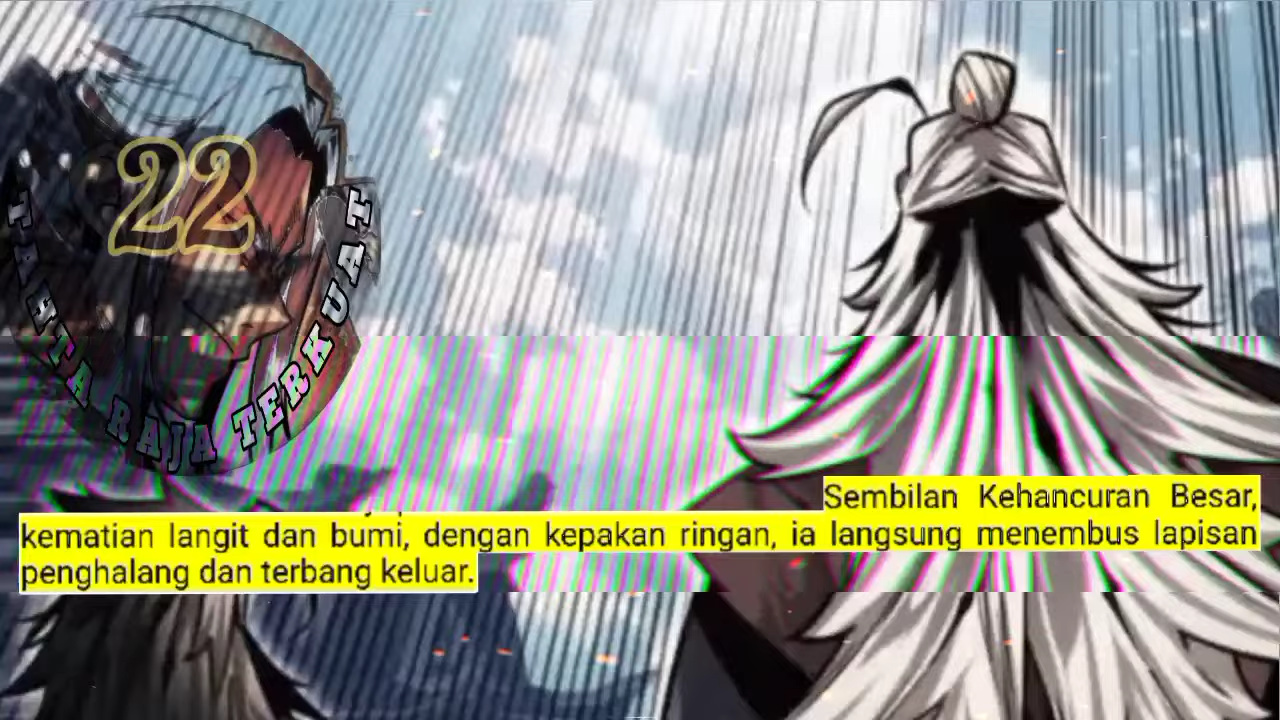 22
TAHTA RAJA TERKUAT
Sembilan Kehancuran Besar,
kematian langit dan bumi, dengan kepakan ringan, ia langsung menembus lapisan
penghalang dan terbang keluar.